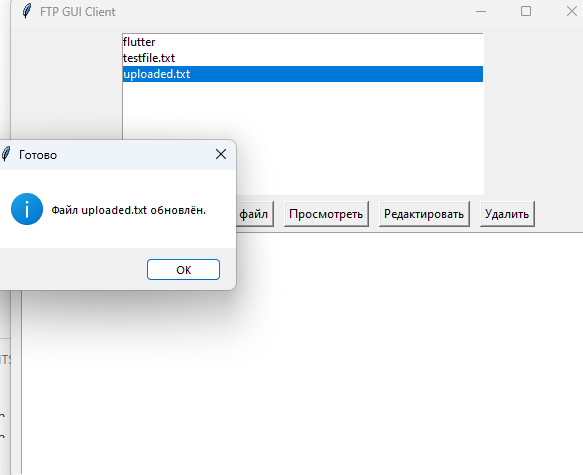 FTP GUI Client
flutter
testfile.txt
uploaded.txt
Готово
Файл uploaded.txt обновлён.
OK
файл
Просмотреть
Редактировать
Удалить